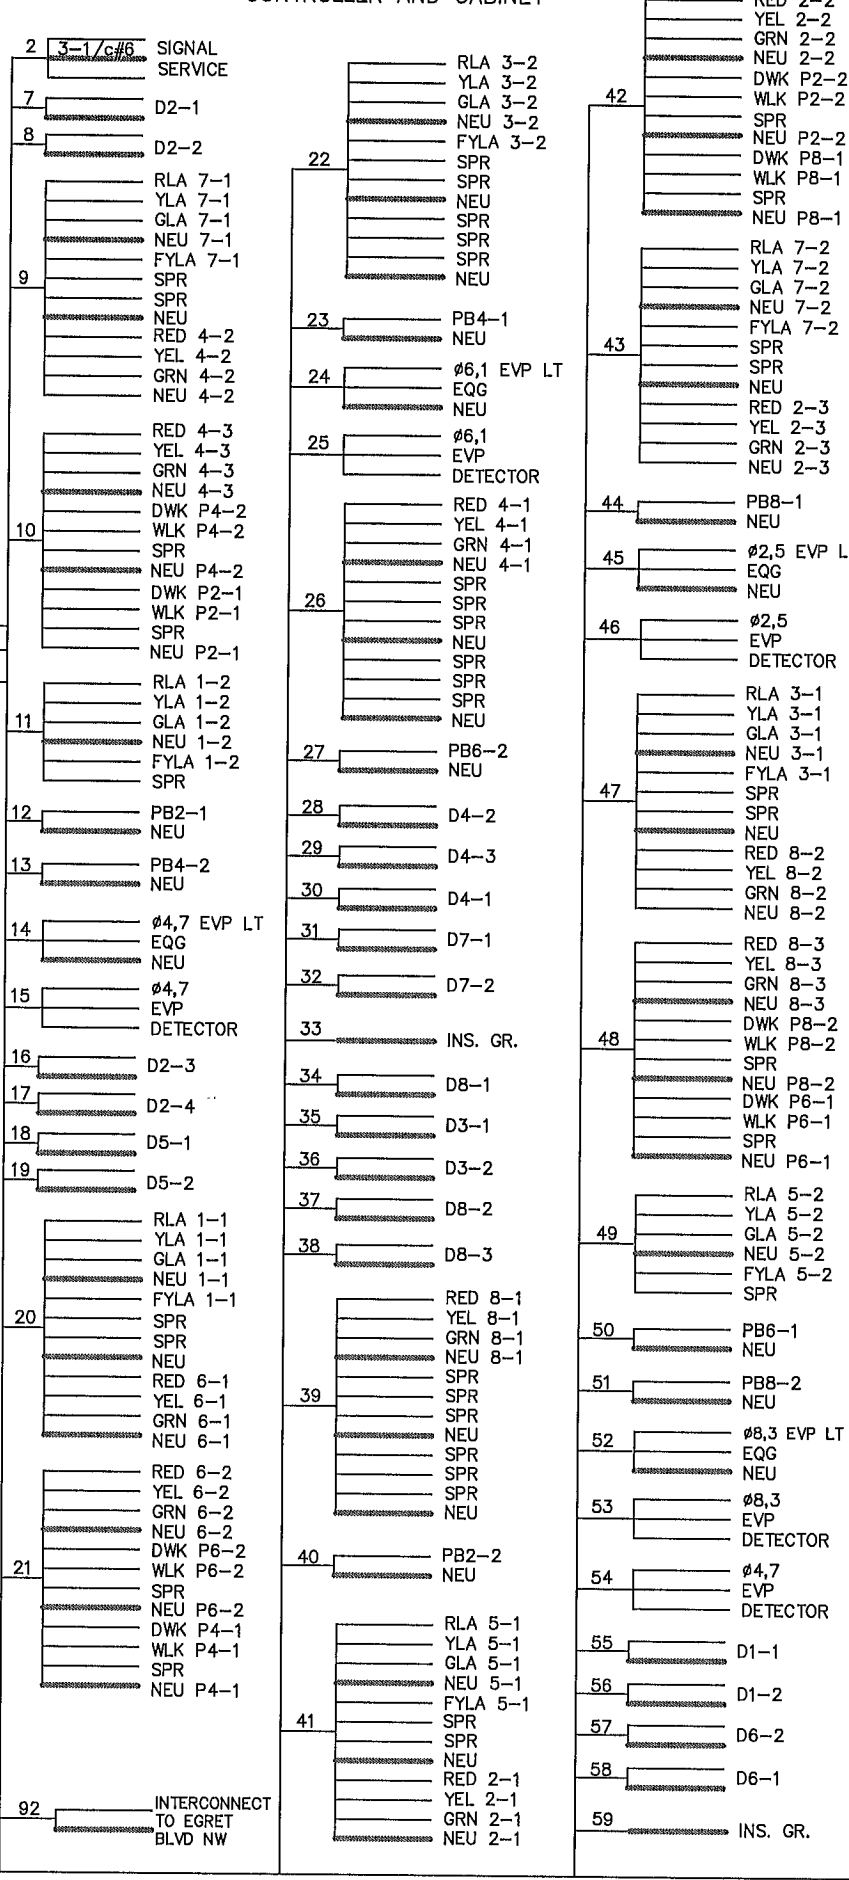 CONTROLLER AND CABINET
2
3-1/c#6
SIGNAL
SERVICE
7
D2-1
8
D2-2
9
RLA 7-1
YLA 7-1
GLA 7-1
NEU 7-1
FYLA 7-1
SPR
SPR
NEU
RED 4-2
YEL 4-2
GRN 4-2
NEU 4-2
10
RED 4-3
YEL 4-3
GRN 4-3
NEU 4-3
DWK P4-2
WLK P4-2
SPR
NEU P4-2
DWK P2-1
WLK P2-1
SPR
NEU P2-1
11
RLA 1-2
YLA 1-2
GLA 1-2
NEU 1-2
FYLA 1-2
SPR
12
PB2-1
NEU
13
PB4-2
NEU
14
ø4,7 EVP LT
EQG
NEU
15
ø4,7
EVP
DETECTOR
16
D2-3
17
D2-4
18
D5-1
19
D5-2
20
RLA 1-1
YLA 1-1
GLA 1-1
NEU 1-1
FYLA 1-1
SPR
SPR
NEU
RED 6-1
YEL 6-1
GRN 6-1
NEU 6-1
21
RED 6-2
YEL 6-2
GRN 6-2
NEU 6-2
DWK P6-2
WLK P6-2
SPR
NEU P6-2
DWK P4-1
WLK P4-1
SPR
NEU P4-1
92
INTERCONNECT
TO EGRET
BLVD NW
22
RLA 3-2
YLA 3-2
GLA 3-2
NEU 3-2
FYLA 3-2
SPR
SPR
NEU
SPR
SPR
SPR
NEU
23
PB4-1
NEU
24
ø6,1 EVP LT
EQG
NEU
25
ø6,1
EVP
DETECTOR
26
RED 4-1
YEL 4-1
GRN 4-1
NEU 4-1
SPR
SPR
SPR
NEU
SPR
SPR
SPR
NEU
27
PB6-2
NEU
28
D4-2
29
D4-3
30
D4-1
31
D7-1
32
D7-2
33
INS. GR.
34
D8-1
35
D3-1
36
D3-2
37
D8-2
38
D8-3
39
RED 8-1
YEL 8-1
GRN 8-1
NEU 8-1
SPR
SPR
SPR
NEU
SPR
SPR
SPR
NEU
40
PB2-2
NEU
41
RLA 5-1
YLA 5-1
GLA 5-1
NEU 5-1
FYLA 5-1
SPR
SPR
NEU
RED 2-1
YEL 2-1
GRN 2-1
NEU 2-1
42
RED 2-2
YEL 2-2
GRN 2-2
NEU 2-2
DWK P2-2
WLK P2-2
SPR
NEU P2-2
DWK P8-1
WLK P8-1
SPR
NEU P8-1
43
RLA 7-2
YLA 7-2
GLA 7-2
NEU 7-2
FYLA 7-2
SPR
SPR
NEU
RED 2-3
YEL 2-3
GRN 2-3
NEU 2-3
44
PB8-1
NEU
45
ø2,5 EVP L
EQG
NEU
46
ø2,5
EVP
DETECTOR
47
RLA 3-1
YLA 3-1
GLA 3-1
NEU 3-1
FYLA 3-1
SPR
SPR
NEU
RED 8-2
YEL 8-2
GRN 8-2
NEU 8-2
48
RED 8-3
YEL 8-3
GRN 8-3
NEU 8-3
DWK P8-2
WLK P8-2
SPR
NEU P8-2
DWK P6-1
WLK P6-1
SPR
NEU P6-1
49
RLA 5-2
YLA 5-2
GLA 5-2
NEU 5-2
FYLA 5-2
SPR
50
PB6-1
NEU
51
PB8-2
NEU
52
ø8,3 EVP LT
EQG
NEU
53
ø8,3
EVP
DETECTOR
54
ø4,7
EVP
DETECTOR
55
D1-1
56
D1-2
57
D6-2
58
D6-1
59
INS. GR.